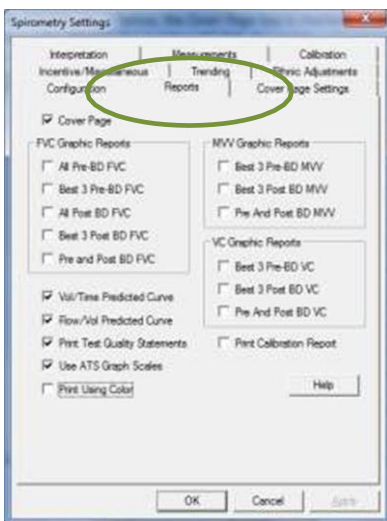 Spirometry Settings
Interpretation Measurements Calibration
Incentive/Miscellaneous Trending Ethnic Adjustments
Configuration Reports Cover Page Settings
Cover Page
FVC Graphic Reports
All Pre-BD FVC
Best 3 Pre-BD FVC
All Post BD FVC
Best 3 Post BD FVC
Pre and Post BD FVC
Vol/Time Predicted Curve
Flow/Vol Predicted Curve
Print Test Quality Statements
Use ATS Graph Scales
Print Using Color
MVV Graphic Reports
Best 3 Pre-BD MVV
Best 3 Post BD MVV
Pre And Post BD MVV
VC Graphic Reports
Best 3 Pre-BD VC
Best 3 Post BD VC
Pre And Post BD VC
Print Calibration Report
Help
OK Cancel Apply